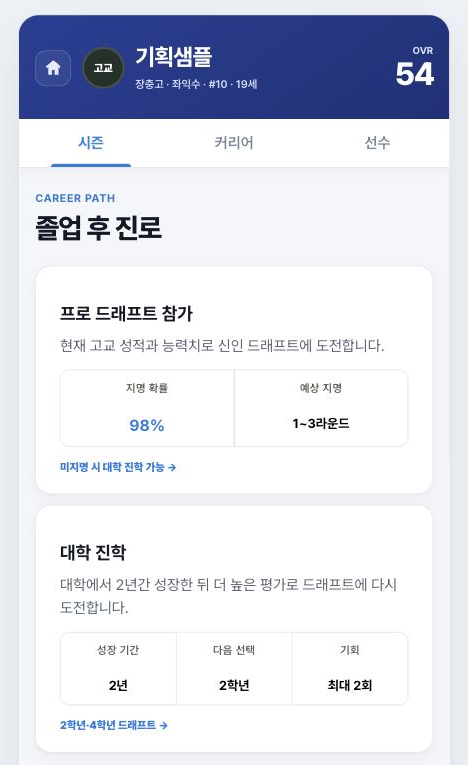 고교
기획샘플
장충고 · 좌익수 · #10 · 19세
OVR
54
시즌
커리어
선수
CAREER PATH
졸업 후 진로
프로 드래프트 참가
현재 고교 성적과 능력치로 신인 드래프트에 도전합니다.
지명 확률
예상 지명
98%
1~3라운드
미지명 시 대학 진학 가능 →
대학 진학
대학에서 2년간 성장한 뒤 더 높은 평가로 드래프트에 다시
도전합니다.
성장 기간
다음 선택
기회
2년
2학년
최대 2회
2학년·4학년 드래프트 →